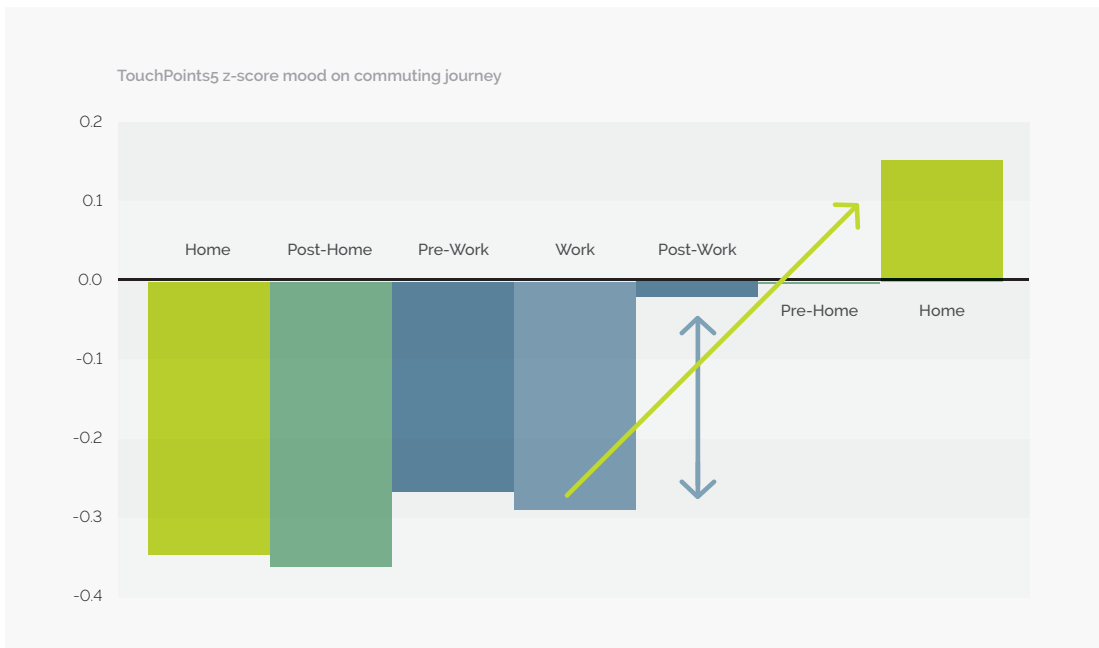 TouchPoints5 z-score mood on commuting journey
0.2
0.1
Home Post-Home Pre-Work Work Post-Work
0.0
Pre-Home Home
-0.1
-0.2
-0.3
-0.4